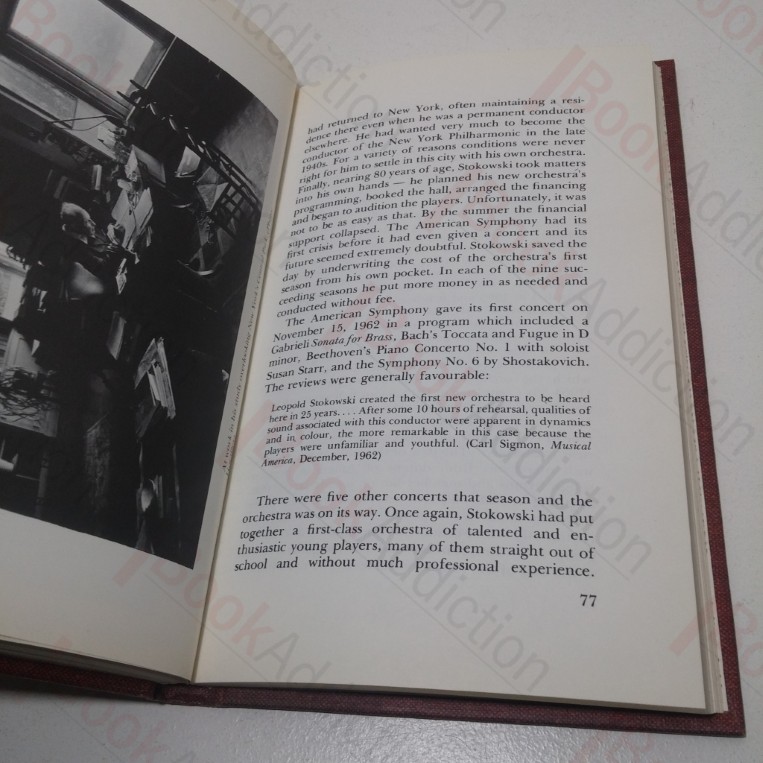 had returned to New York, often maintaining a resi-
dence there even when he was a permanent conductor
elsewhere. He had wanted very much to become the
conductor of the New York Philharmonic in the late
1940s. For a variety of reasons conditions were never
right for him to settle in this city with his own orchestra.
Finally, nearing 80 years of age, Stokowski took matters
into his own hands — he planned his new orchestra's
programming, booked the hall, arranged the financing
and began to audition the players. Unfortunately, it was
not to be as easy as that. By the summer the financial
support collapsed. The American Symphony had its
first crisis before it had even given a concert and its
future seemed extremely doubtful. Stokowski saved the
day by underwriting the cost of the orchestra's first
season from his own pocket. In each of the nine suc-
ceeding seasons he put more money in as needed and
conducted without fee.
The American Symphony gave its first concert on
November 15, 1962 in a program which included a
Gabrieli Sonata for Brass, Bach's Toccata and Fugue in D
minor, Beethoven's Piano Concerto No. 1 with soloist
Susan Starr, and the Symphony No. 6 by Shostakovich.
The reviews were generally favourable:
Leopold Stokowski created the first new orchestra to be heard
here in 25 years. . . . After some 10 hours of rehearsal, qualities of
sound associated with this conductor were apparent in dynamics
and in colour, the more remarkable in this case because the
players were unfamiliar and youthful. (Carl Sigmon, Musical
America, December, 1962)
There were five other concerts that season and the
orchestra was on its way. Once again, Stokowski had put
together a first-class orchestra of talented and en-
thusiastic young players, many of them straight out of
school and without much professional experience.
77
BookAddiction